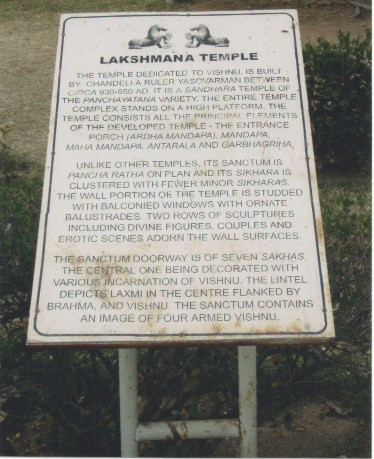 LAKSHMANA TEMPLE
THE TEMPLE DEDICATED TO VISHNU, IS BUILT
BY CHANDELLA RULER YASOVARMAN BETWEEN
CIRCA 930-950 AD. IT IS A SANDHARA TEMPLE OF
THE PANCHAYATANA VARIETY. THE ENTIRE TEMPLE
COMPLEX STANDS ON A HIGH PLATFORM. THE
TEMPLE CONSISTS ALL THE PRINCIPAL ELEMENTS
OF THE DEVELOPED TEMPLE - THE ENTRANCE
PORCH (ARDHA MANDAPA), MANDAPA,
MAHA MANDAPA, ANTARALA AND GARBHAGRIHA.
UNLIKE OTHER TEMPLES, ITS SANCTUM IS
PANCHA RATHA ON PLAN AND ITS SIKHARA IS
CLUSTERED WITH FEWER MINOR SIKHARAS.
THE WALL PORTION OF THE TEMPLE IS STUDDED
WITH BALCONIED WINDOWS WITH ORNATE
BALUSTRADES. TWO ROWS OF SCULPTURES
INCLUDING DIVINE FIGURES, COUPLES AND
EROTIC SCENES ADORN THE WALL SURFACES.
THE SANCTUM DOORWAY IS OF SEVEN SAKHAS.
THE CENTRAL ONE BEING DECORATED WITH
VARIOUS INCARNATION OF VISHNU. THE LINTEL
DEPICTS LAXMI IN THE CENTRE FLANKED BY
BRAHMA, AND VISHNU. THE SANCTUM CONTAINS
AN IMAGE OF FOUR ARMED VISHNU.